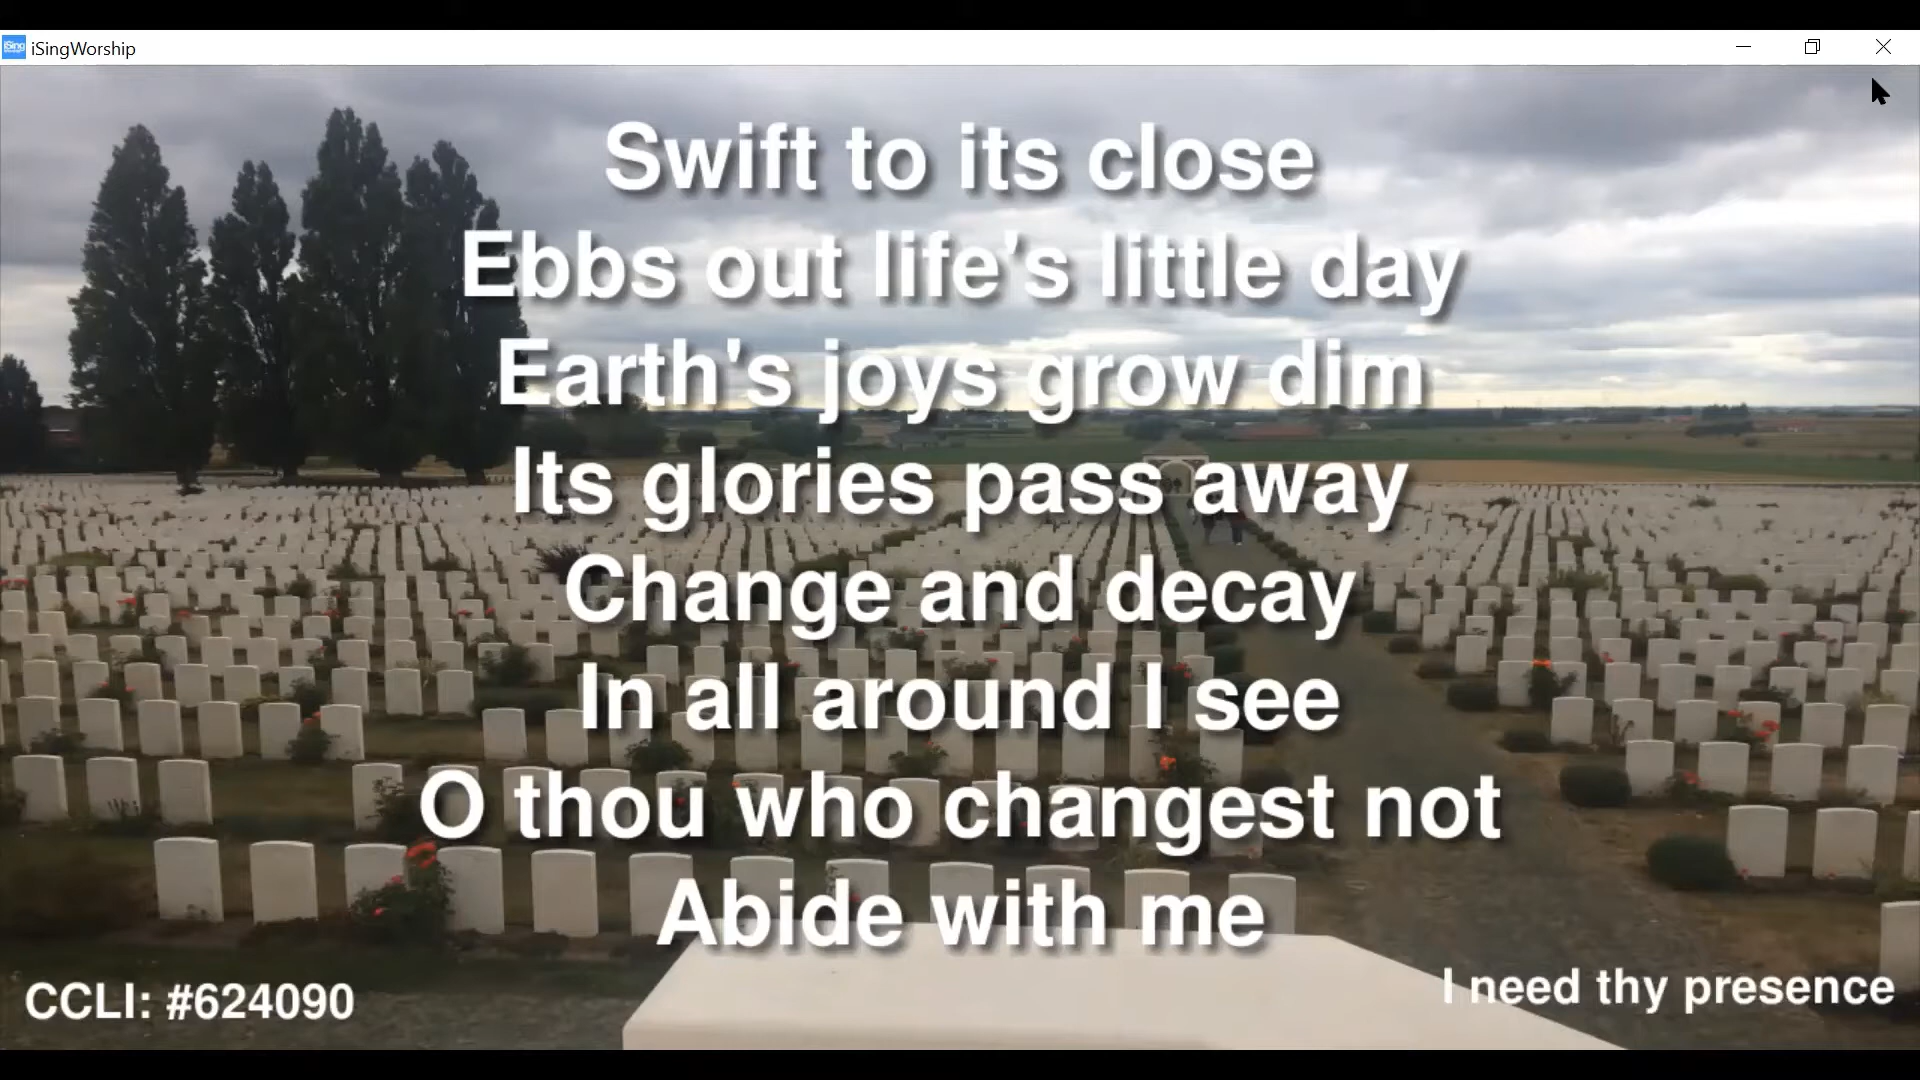 iSing
iSingWorship
Swift to its close
Ebbs out life's little day
Earth's joys grow dim
Its glories pass away
Change and decay
In all around I see
O thou who changest not
Abide with me
CCLI: #624090
I need thy presence